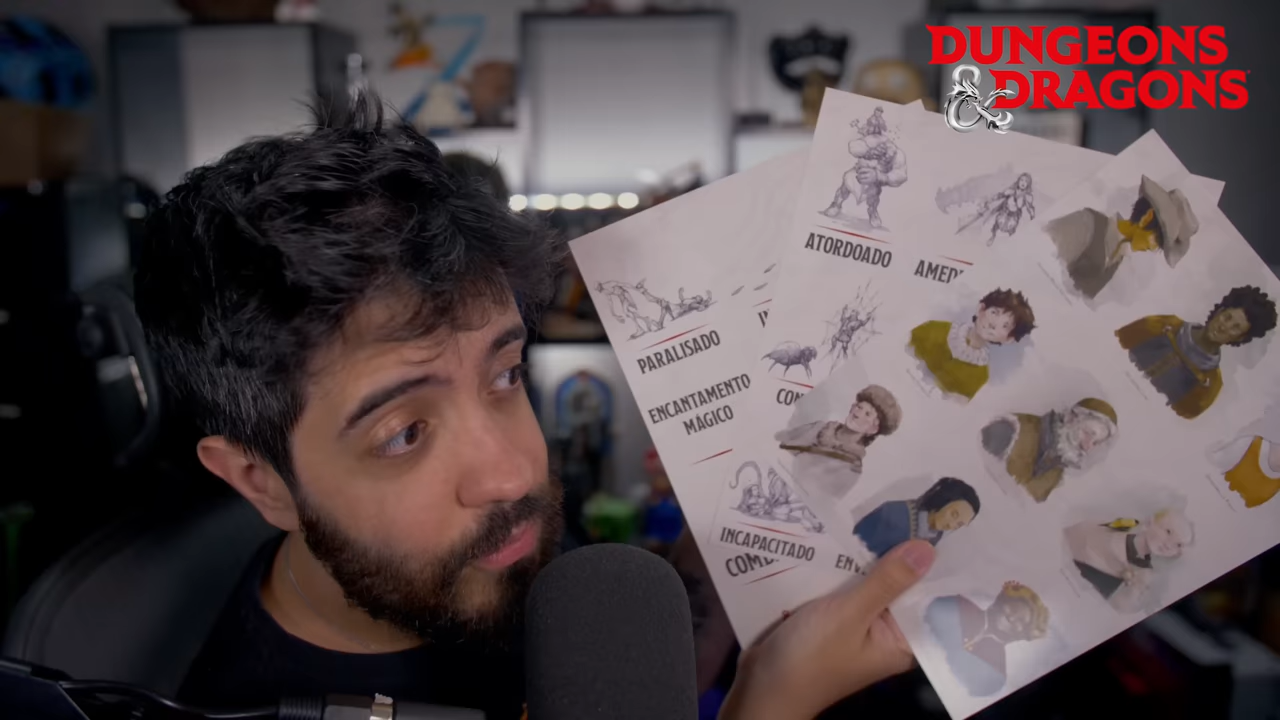 DUNGEONS
& DRAGONS
ATORDOADO
PARALISADO
ENCANTAMENTO
MÁGICO
INCAPACITADO